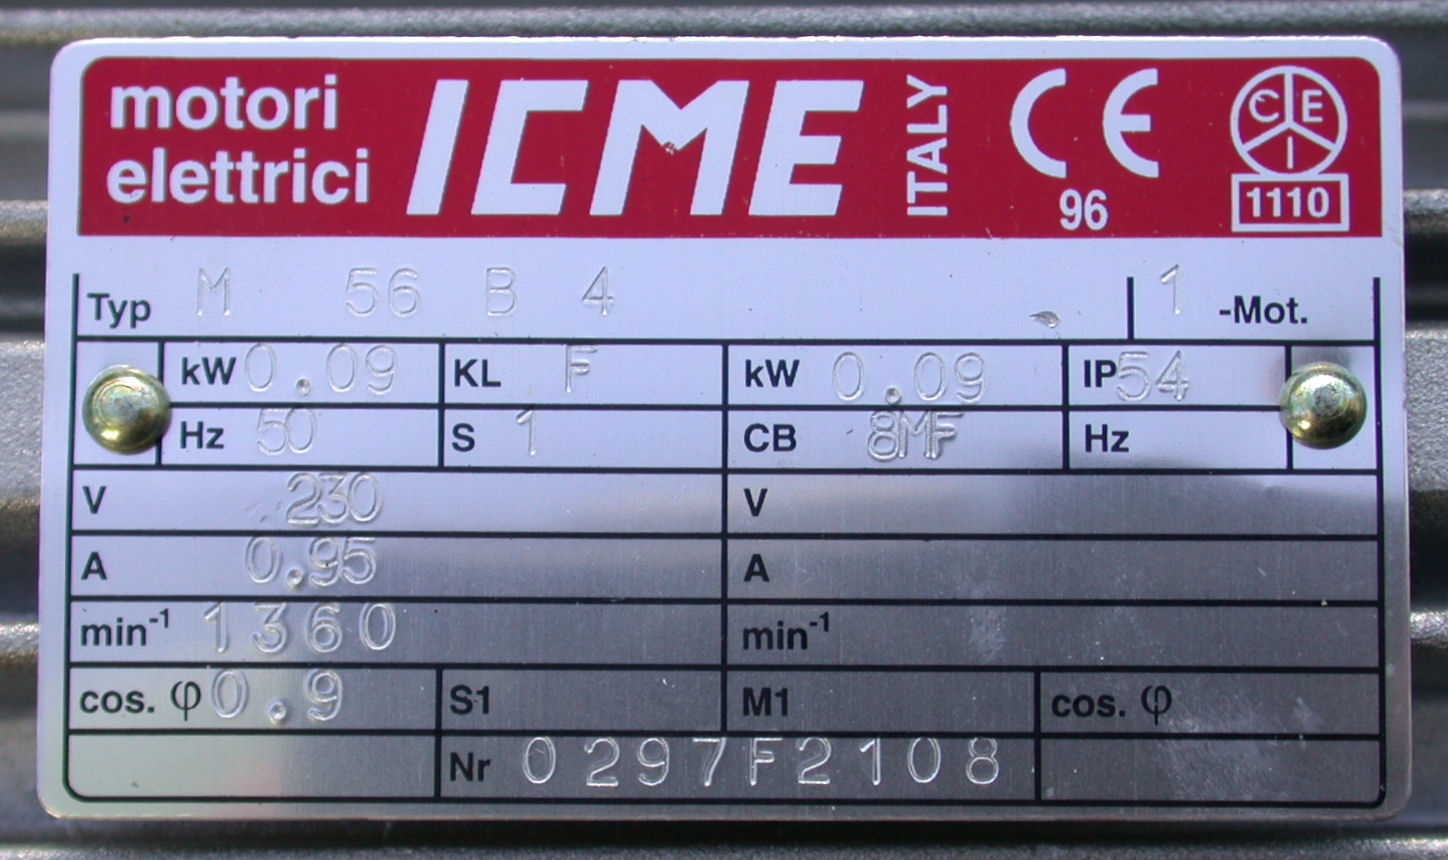 motori elettrici ICME ITALY CE 96 CEI 1110
Typ M 56 B 4 1 -Mot.
kW 0.09 KL F kW 0.09 IP 54
Hz 50 S 1 CB 8MF Hz
V 230 V
A 0.95 A
min-1 1360 min-1
cos. φ 0.9 S1 M1 cos. φ
Nr 0297F2108